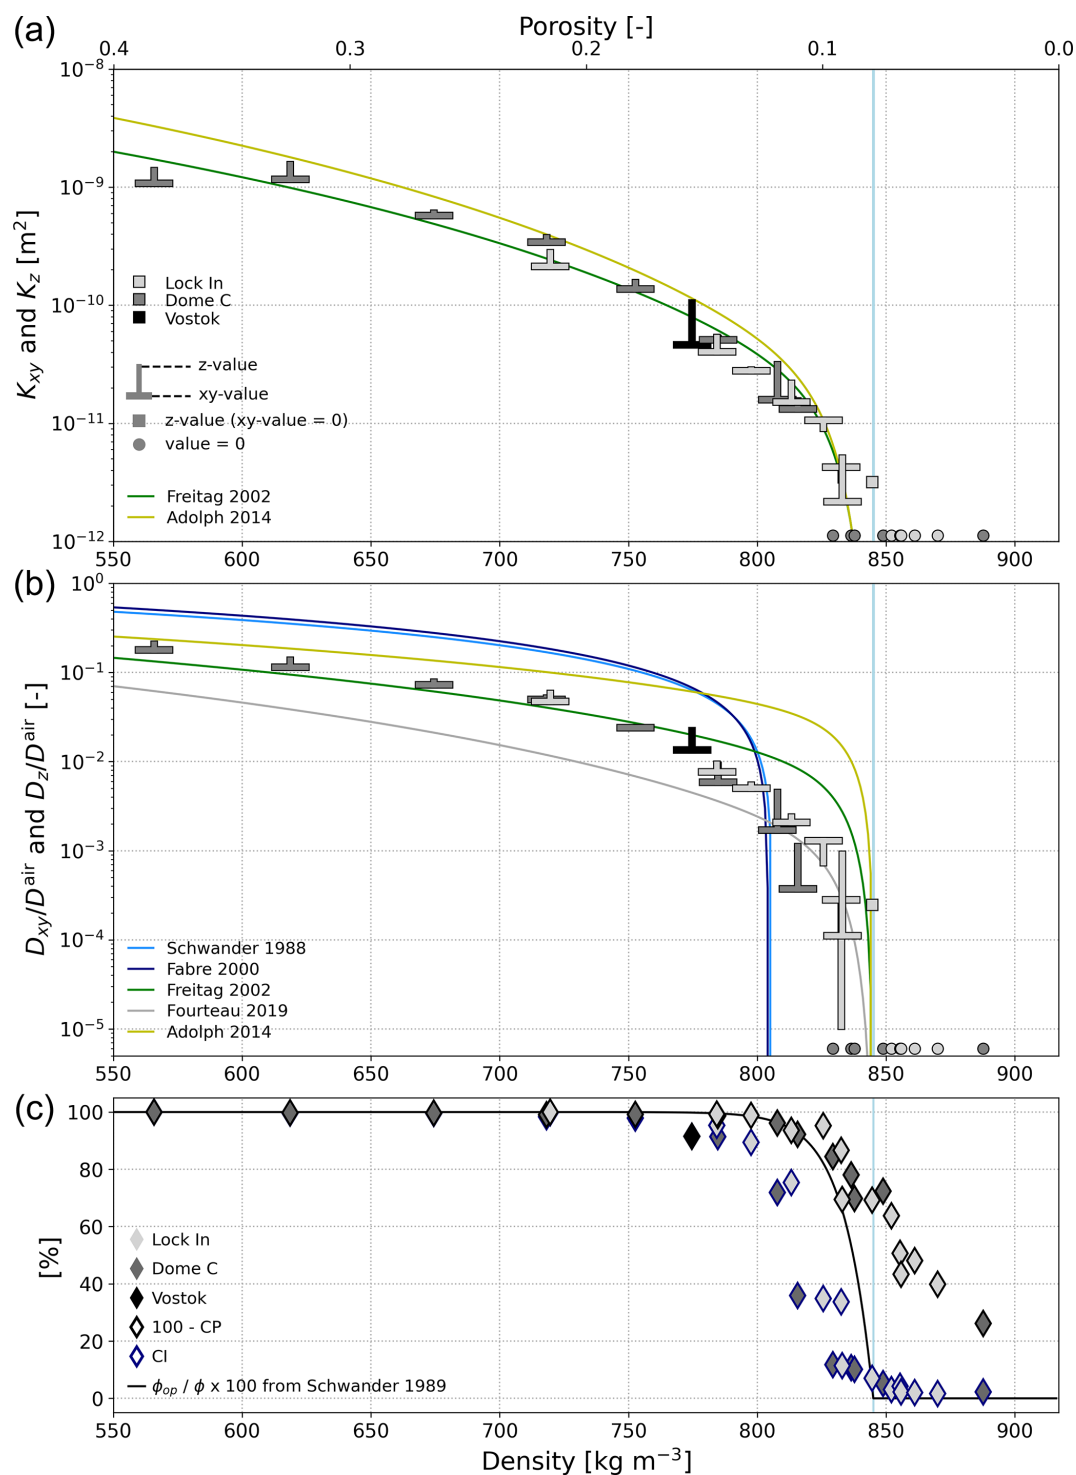 (a)
Porosity [-]
0.4 0.3 0.2 0.1 0.0
10⁻⁸
10⁻⁹
10⁻¹⁰
10⁻¹¹
10⁻¹²
K_xy and K_z [m²]
Lock In
Dome C
Vostok
z-value
xy-value
z-value (xy-value = 0)
value = 0
Freitag 2002
Adolph 2014
550 600 650 700 750 800 850 900
(b)
10⁰
10⁻¹
10⁻²
10⁻³
10⁻⁴
10⁻⁵
D_xy/D^air and D_z/D^air [-]
Schwander 1988
Fabre 2000
Freitag 2002
Fourteau 2019
Adolph 2014
550 600 650 700 750 800 850 900
(c)
100
80
60
40
20
0
[%]
Lock In
Dome C
Vostok
100 - CP
CI
ϕ_op / ϕ x 100 from Schwander 1989
550 600 650 700 750 800 850 900
Density [kg m⁻³]